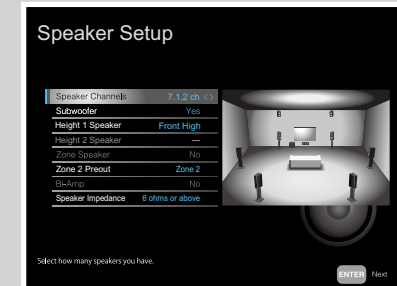 Speaker Setup
Speaker Channels 7.1.2 ch <>
Subwoofer Yes
Height 1 Speaker Front High
Height 2 Speaker —
Zone Speaker No
Zone 2 Preout Zone 2
Bi-Amp No
Speaker Impedance 6 ohms or above
Select how many speakers you have.
ENTER Next